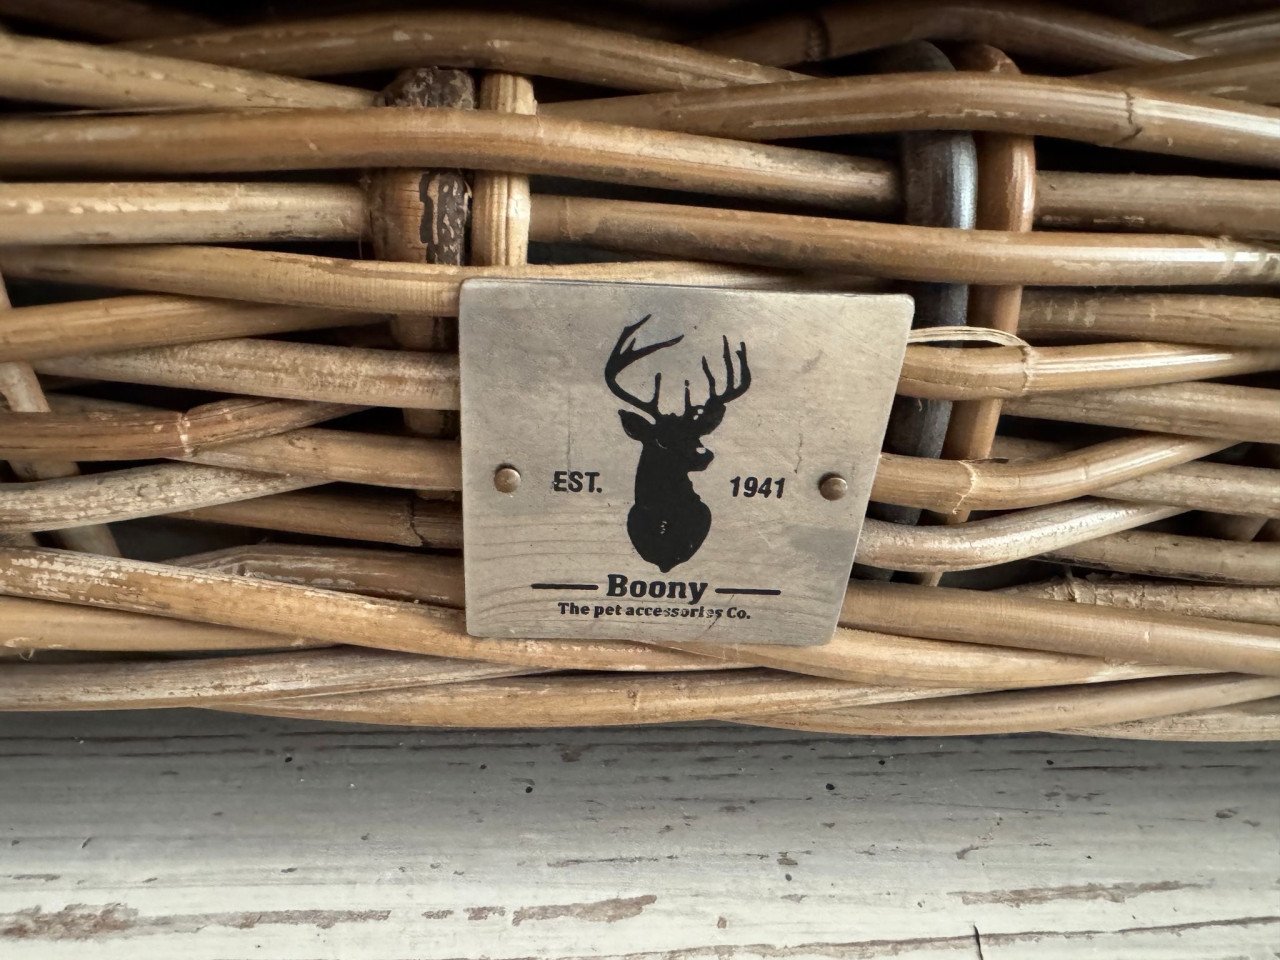 EST. 1941
Boony
The pet accessories Co.